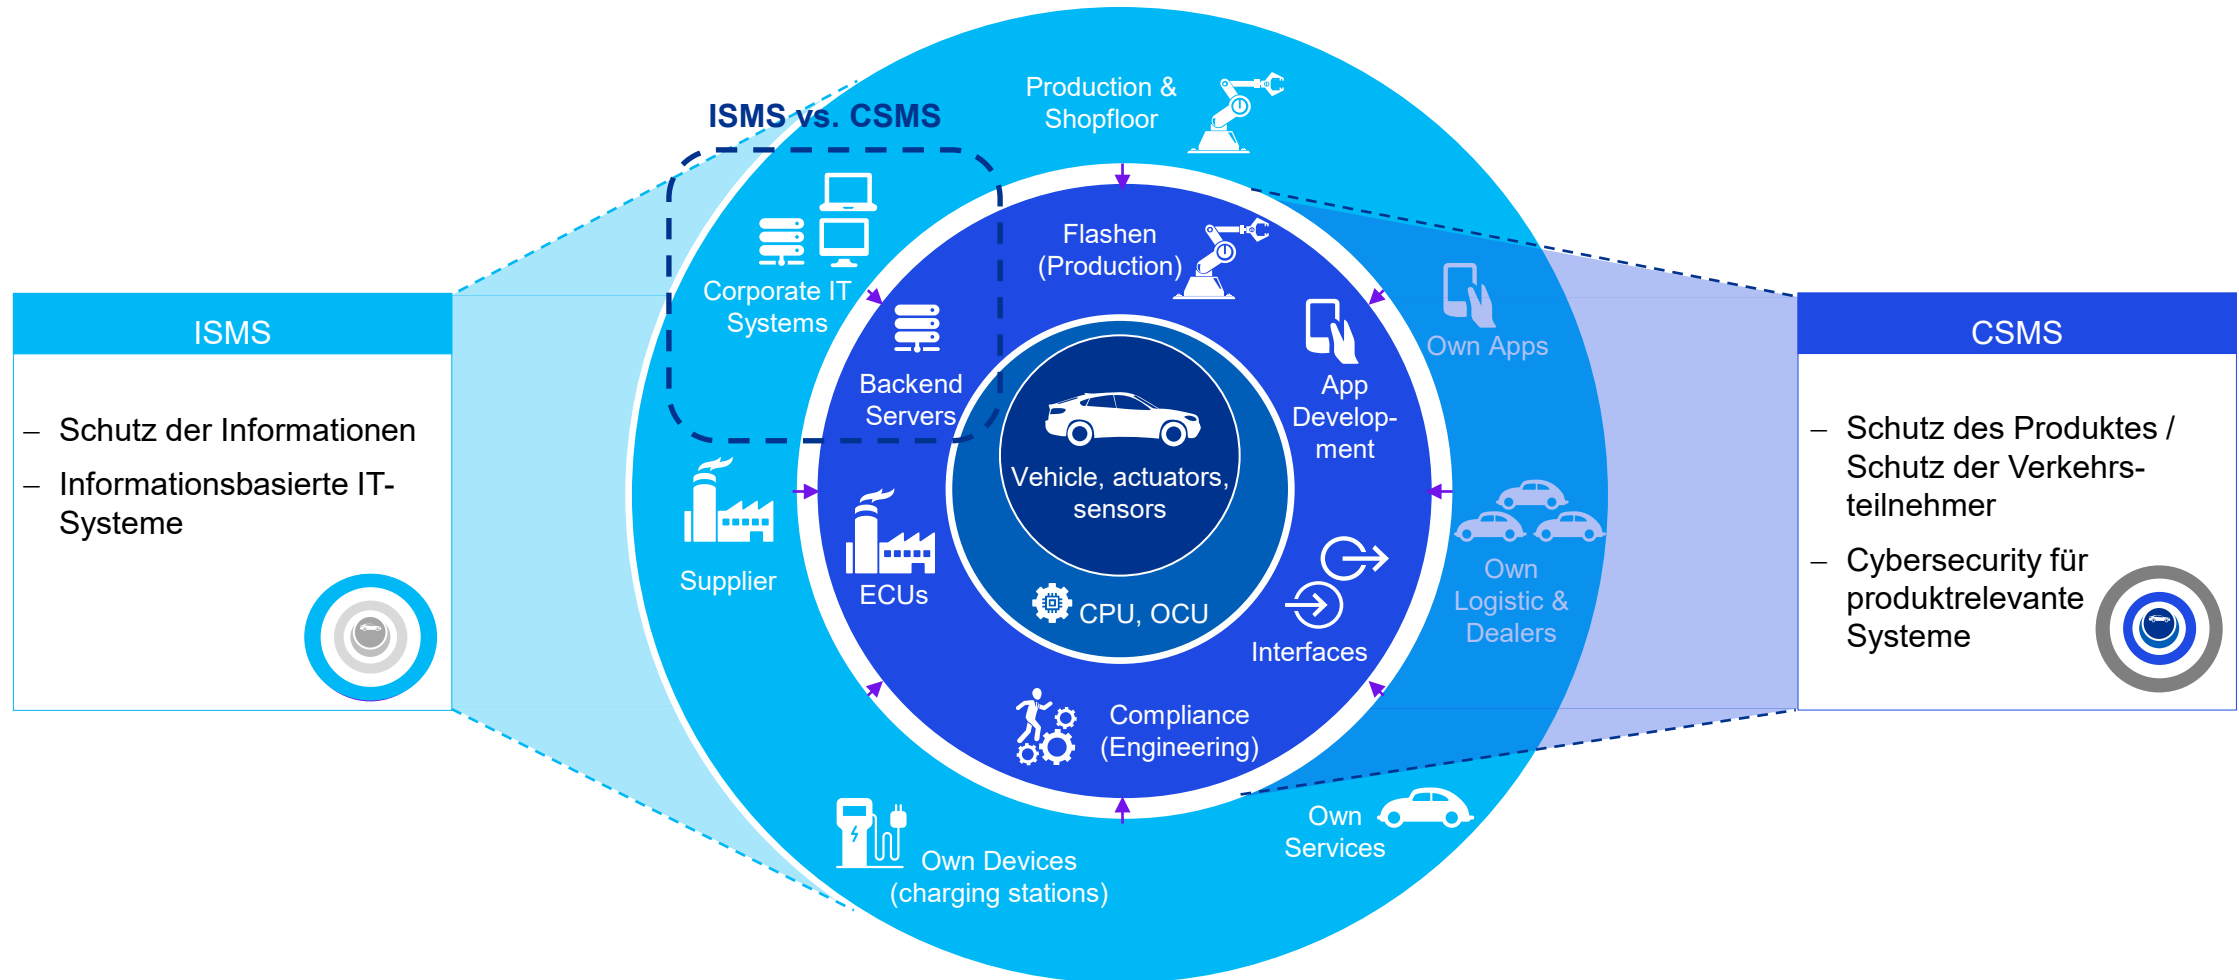 ISMS vs. CSMS
Production &
Shopfloor
Corporate IT
Systems
Flashen
(Production)
Backend
Servers
App
Develop-
ment
Own Apps
Vehicle, actuators,
sensors
CPU, OCU
Supplier
ECUs
Interfaces
Own
Logistic &
Dealers
Compliance
(Engineering)
Own Devices
(charging stations)
Own
Services
ISMS
– Schutz der Informationen
– Informationsbasierte IT-
Systeme
CSMS
– Schutz des Produktes /
Schutz der Verkehrs-
teilnehmer
– Cybersecurity für
produktrelevante
Systeme